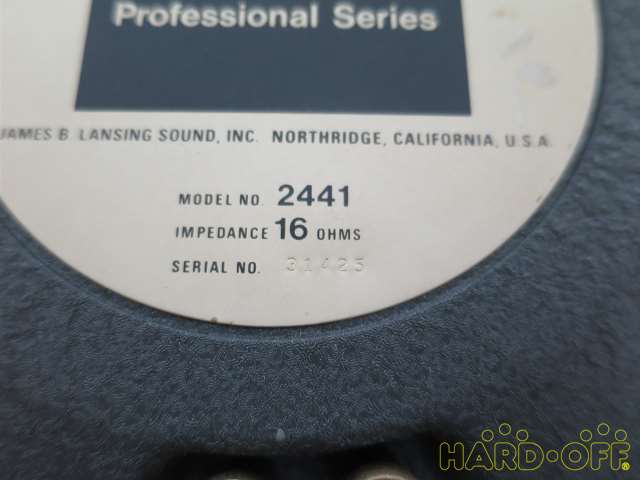 Professional Series
JAMES B LANSING SOUND, INC. NORTHRIDGE, CALIFORNIA, U.S.A.
MODEL NO. 2441
IMPEDANCE 16 OHMS
SERIAL NO. 31425
HARD-OFF®